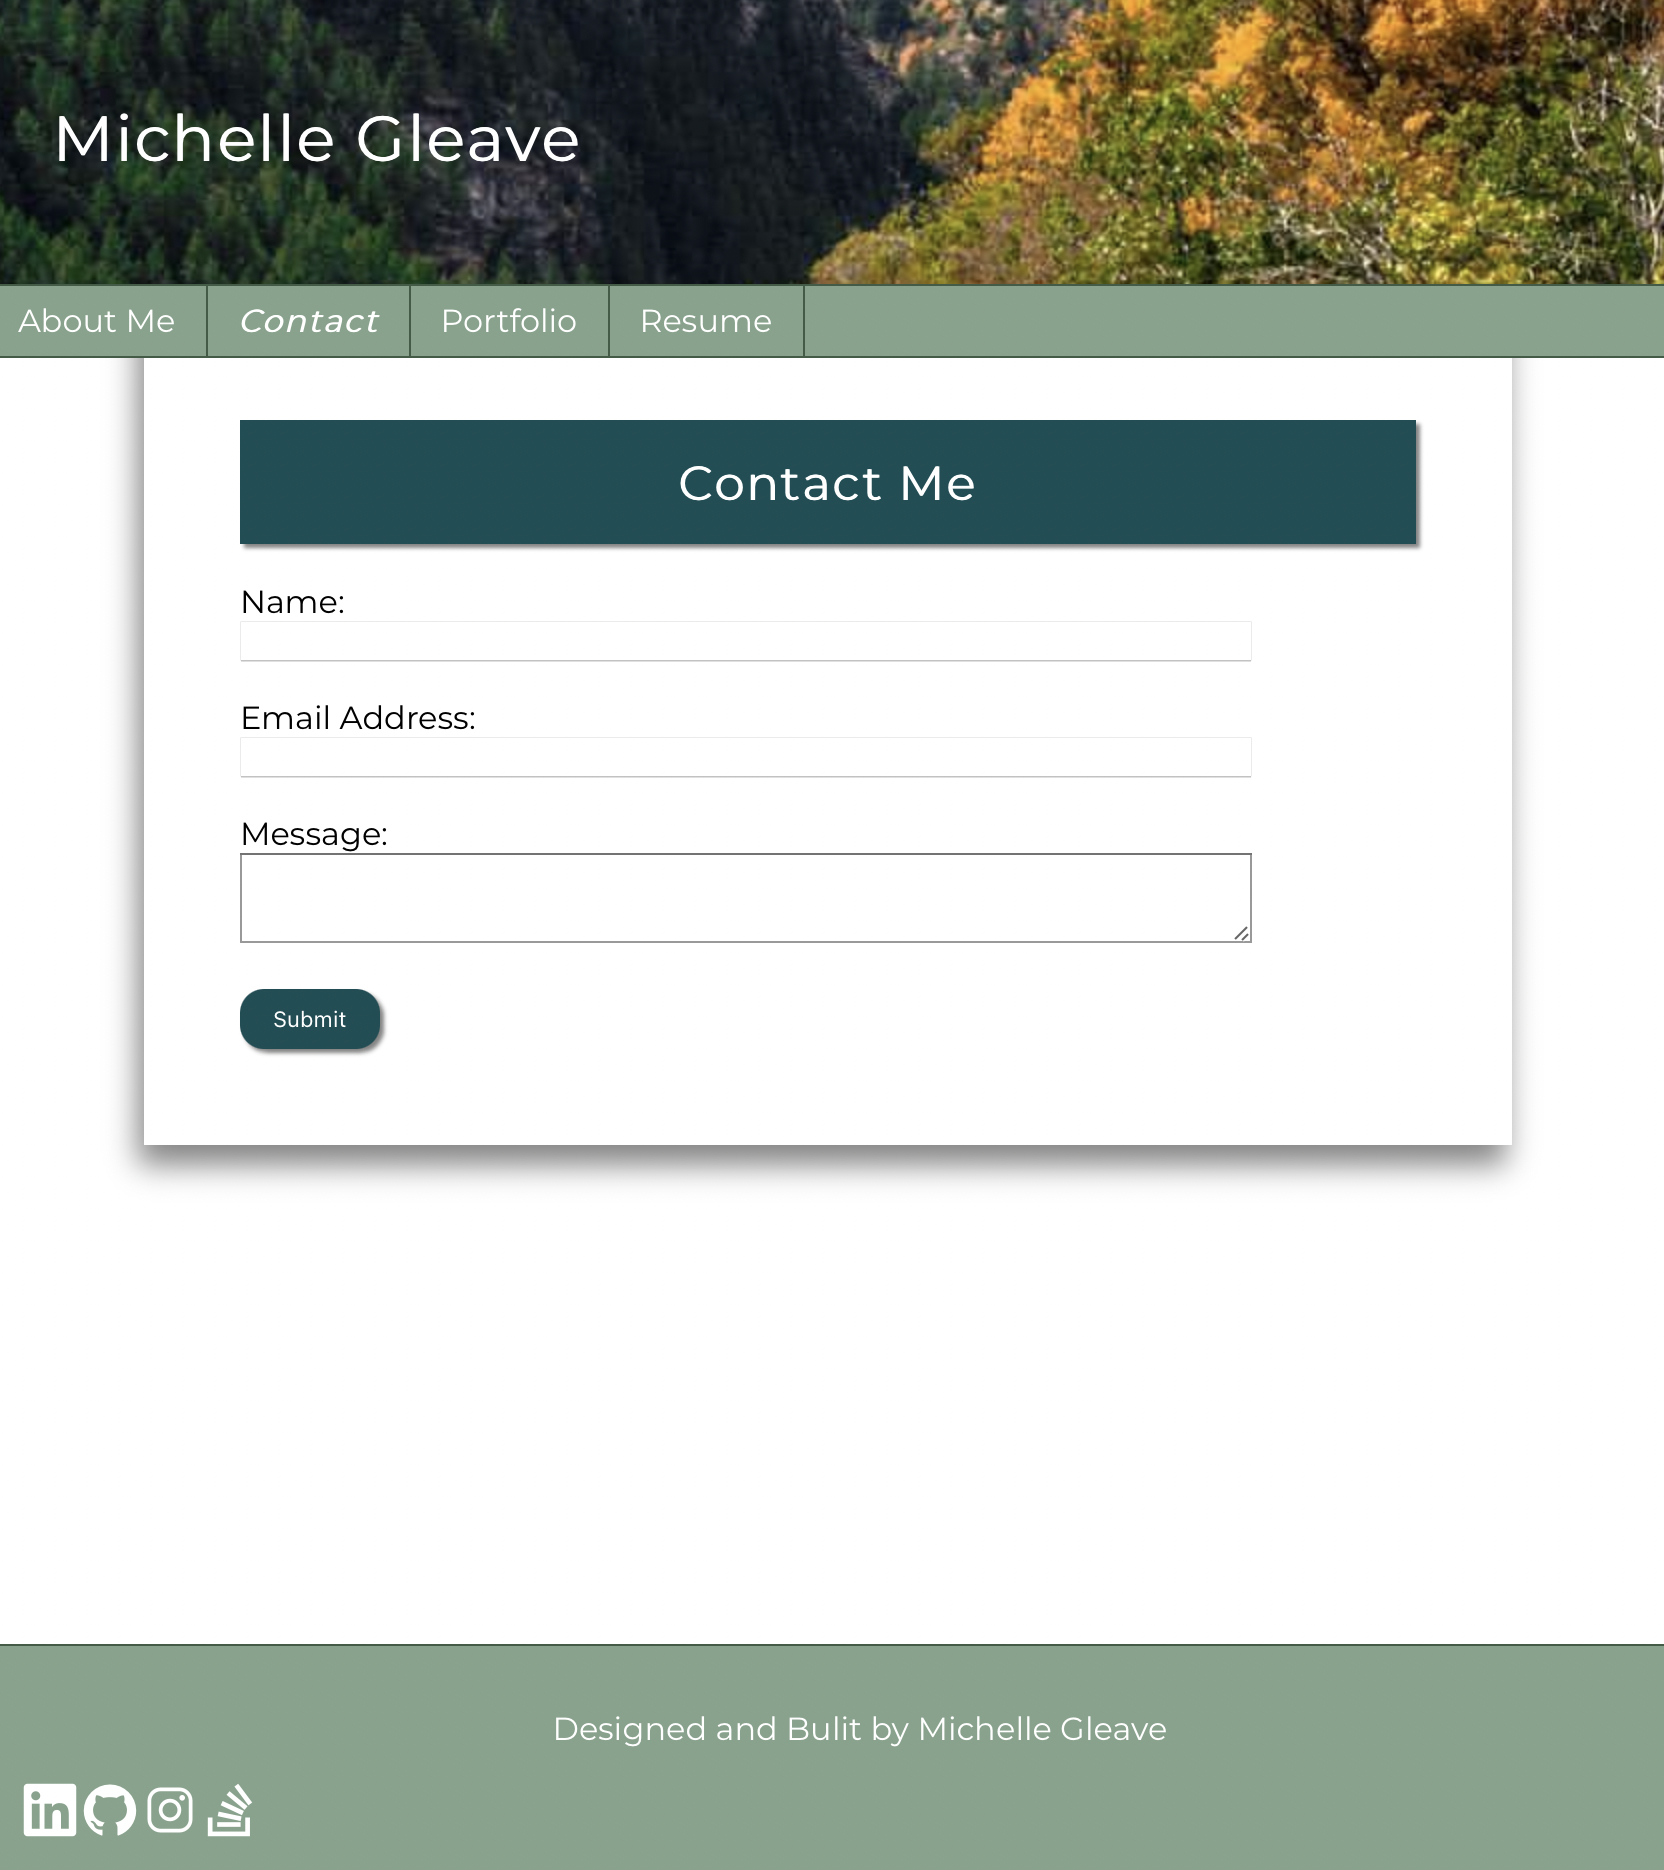 Michelle Gleave
About Me
Contact
Portfolio
Resume
Contact Me
Name:
Email Address:
Message:
Submit
Designed and Bulit by Michelle Gleave
in